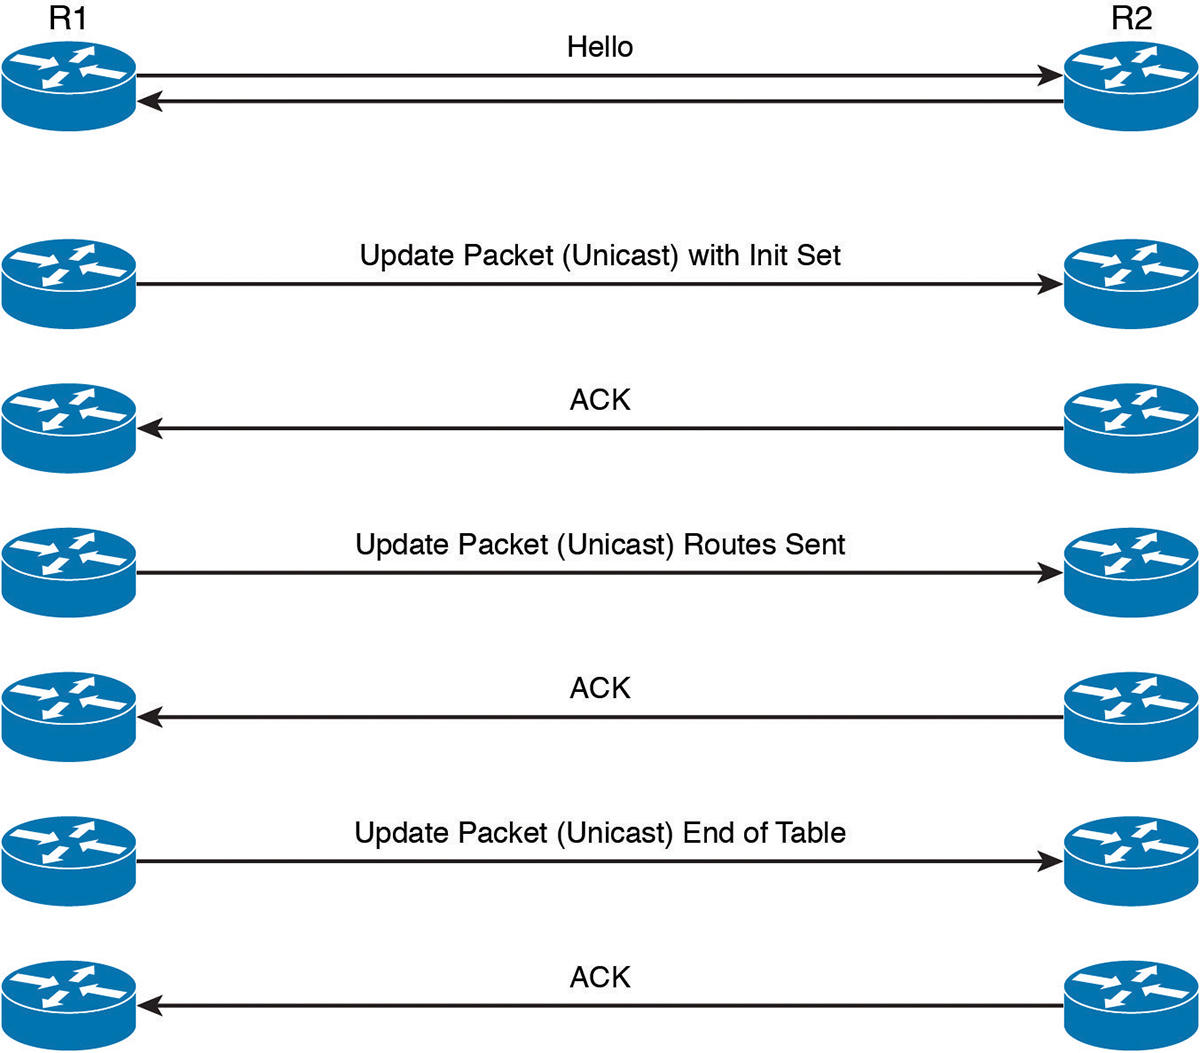 R1
R2
Hello
Update Packet (Unicast) with Init Set
ACK
Update Packet (Unicast) Routes Sent
ACK
Update Packet (Unicast) End of Table
ACK